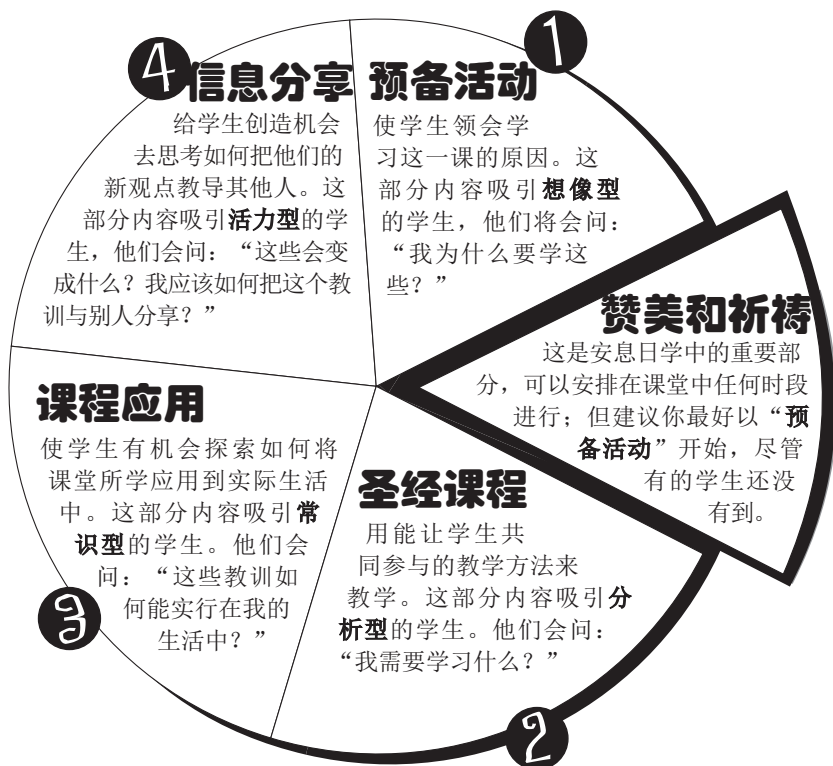 1
预备活动
使学生领会学
习这一课的原因。这
部分内容吸引想像型
的学生，他们将会问：
“我为什么要学这
些？”
赞美和祈祷
这是安息日学中的重要部
分，可以安排在课堂中任何时段
进行；但建议你最好以“预
备活动”开始，尽管
有的学生还没
有到。
2
圣经课程
用能让学生共
同参与的教学方法来
教学。这部分内容吸引分
析型的学生。他们会问：
“我需要学习什么？”
3
课程应用
使学生有机会探索如何将
课堂所学应用到实际生活
中。这部分内容吸引常
识型的学生。他们会
问：“这些教训如
何能实行在我的
生活中？”
4
信息分享
给学生创造机会
去思考如何把他们的
新观点教导其他人。这
部分内容吸引活力型的学
生，他们会问：“这些会变
成什么？我应该如何把这个教
训与别人分享？”